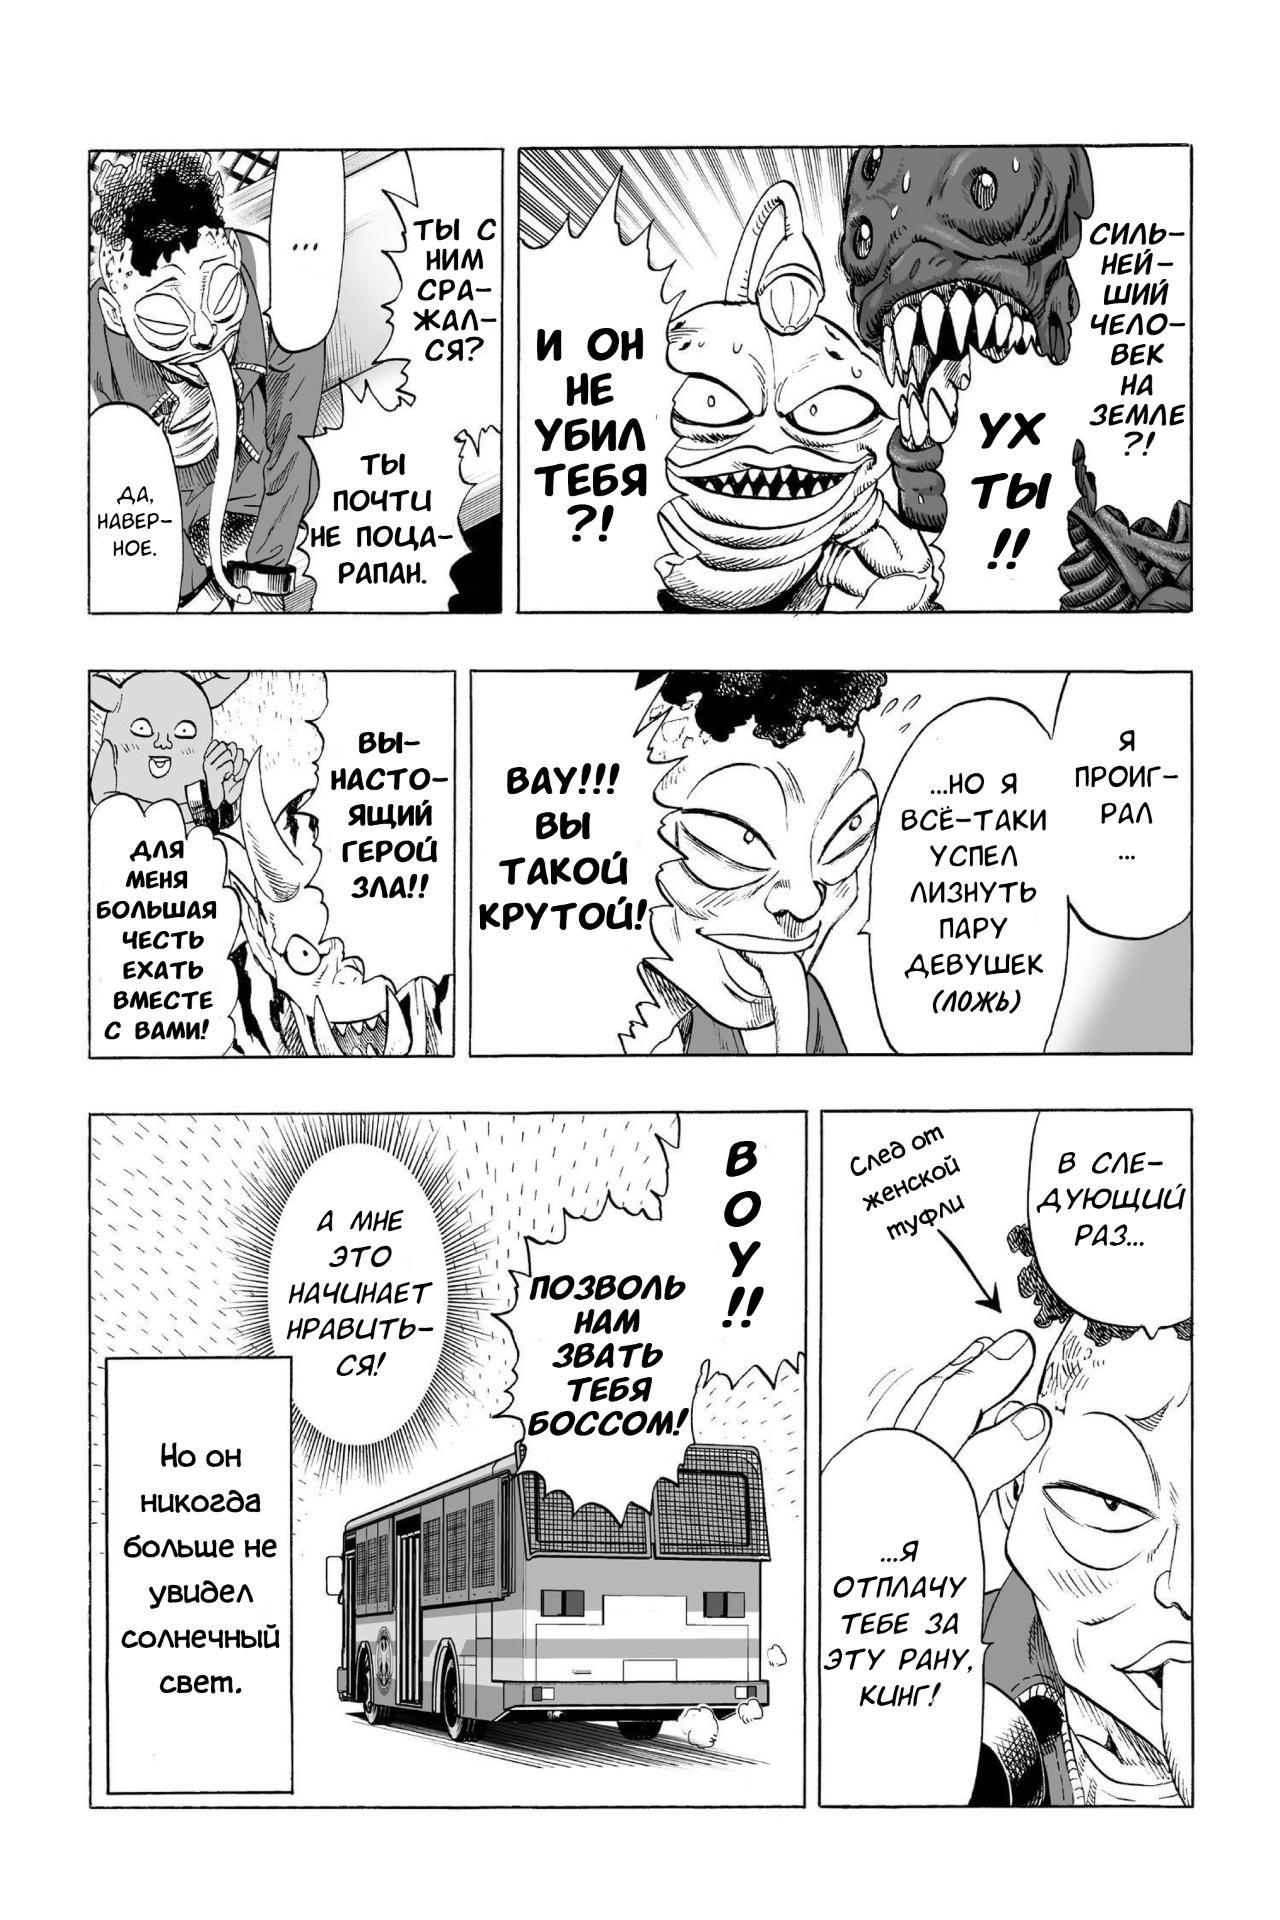 СИЛЬ-
НЕЙ-
ШИЙ
ЧЕЛО-
ВЕК
НА
ЗЕМЛЕ
?!
УХ
ТЫ
!!
И ОН
НЕ
УБИЛ
ТЕБЯ
?!
ТЫ С
НИМ
СРА-
ЖАЛ-
СЯ?
...
ТЫ
ПОЧТИ
НЕ ПОЦА-
РАПАН.
ДА,
НАВЕР-
НОЕ.
Я
ПРОИГ-
РАЛ
...
...НО Я
ВСЁ-ТАКИ
УСПЕЛ
ЛИЗНУТЬ
ПАРУ
ДЕВУШЕК
(ЛОЖЬ)
ВАУ!!!
ВЫ
ТАКОЙ
КРУТОЙ!
ВЫ-
НАСТО-
ЯЩИЙ
ГЕРОЙ
ЗЛА!!
ДЛЯ
МЕНЯ
БОЛЬШАЯ
ЧЕСТЬ
ЕХАТЬ
ВМЕСТЕ
С ВАМИ!
В СЛЕ-
ДУЮЩИЙ
РАЗ...
След от
женской
туфли
...Я
ОТПЛАЧУ
ТЕБЕ ЗА
ЭТУ РАНУ,
КИНГ!
В
О
У
!!
ПОЗВОЛЬ
НАМ
ЗВАТЬ
ТЕБЯ
БОССОМ!
А МНЕ
ЭТО
НАЧИНАЕТ
НРАВИТЬ-
СЯ!
Но он
никогда
больше не
увидел
солнечный
свет.